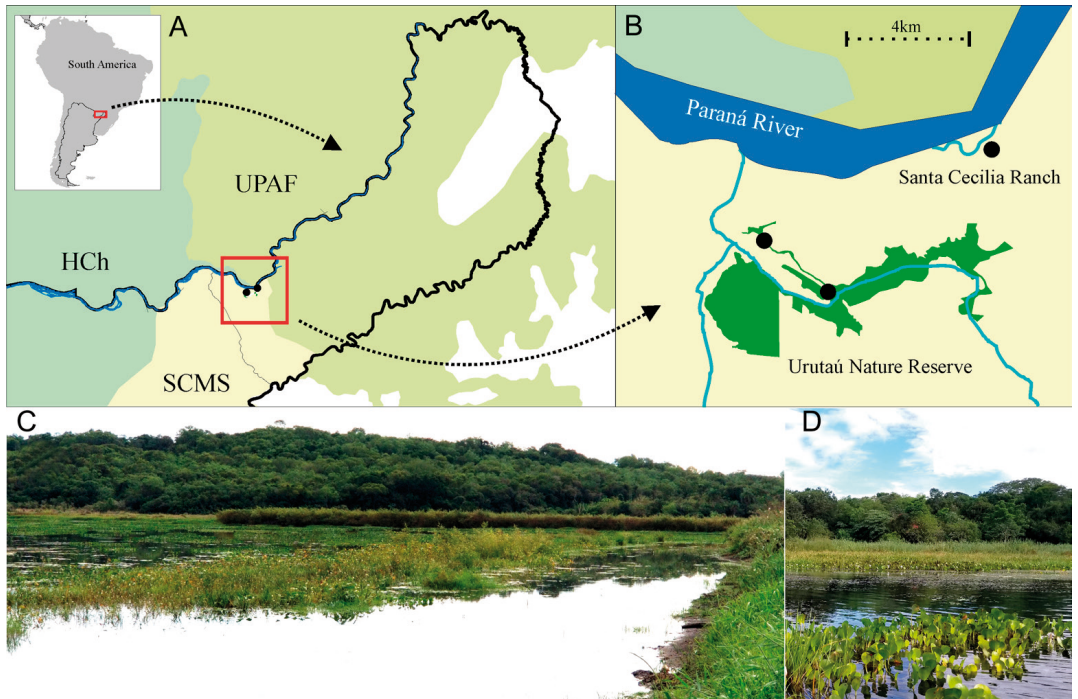 A
South America
UPAF
HCh
SCMS
B
4km
Paraná River
Santa Cecilia Ranch
Urutaú Nature Reserve
C
D